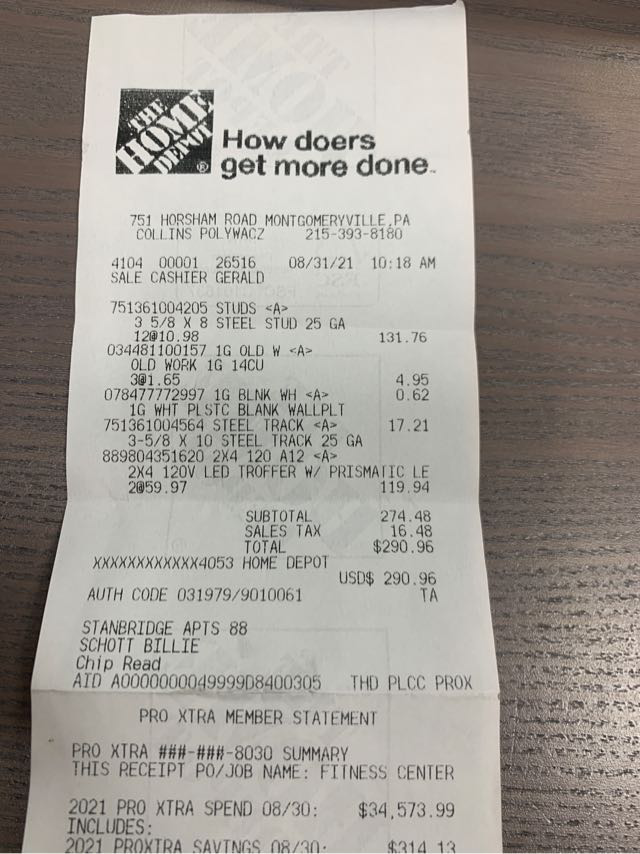 THE
HOME
DEPOT
How doers
get more done
751 HORSHAM ROAD MONTGOMERYVILLE,PA
COLLINS POLYWACZ 215-393-8180
4104 00001 26516 08/31/21 10:18 AM
SALE CASHIER GERALD
751361004205 STUDS <A>
3 5/8 X 8 STEEL STUD 25 GA
12@10.98 131.76
034481100157 1G OLD W <A>
OLD WORK 1G 14CU
3@1.65 4.95
078477772997 1G BLNK WH <A> 0.62
1G WHT PLSTC BLANK WALLPLT
751361004564 STEEL TRACK <A> 17.21
3-5/8 X 10 STEEL TRACK 25 GA
889804351620 2X4 120 A12 <A>
2X4 120V LED TROFFER W/ PRISMATIC LE
2@59.97 119.94
SUBTOTAL 274.48
SALES TAX 16.48
TOTAL $290.96
XXXXXXXXXXXX4053 HOME DEPOT
USD$ 290.96
AUTH CODE 031979/9010061 TA
STANBRIDGE APTS 88
SCHOTT BILLIE
Chip Read
AID A0000000049999D8400305 THD PLCC PROX
PRO XTRA MEMBER STATEMENT
PRO XTRA ###-###-8030 SUMMARY
THIS RECEIPT PO/JOB NAME: FITNESS CENTER
2021 PRO XTRA SPEND 08/30: $34,573.99
INCLUDES:
2021 PROXTRA SAVINGS 08/30: $314.13